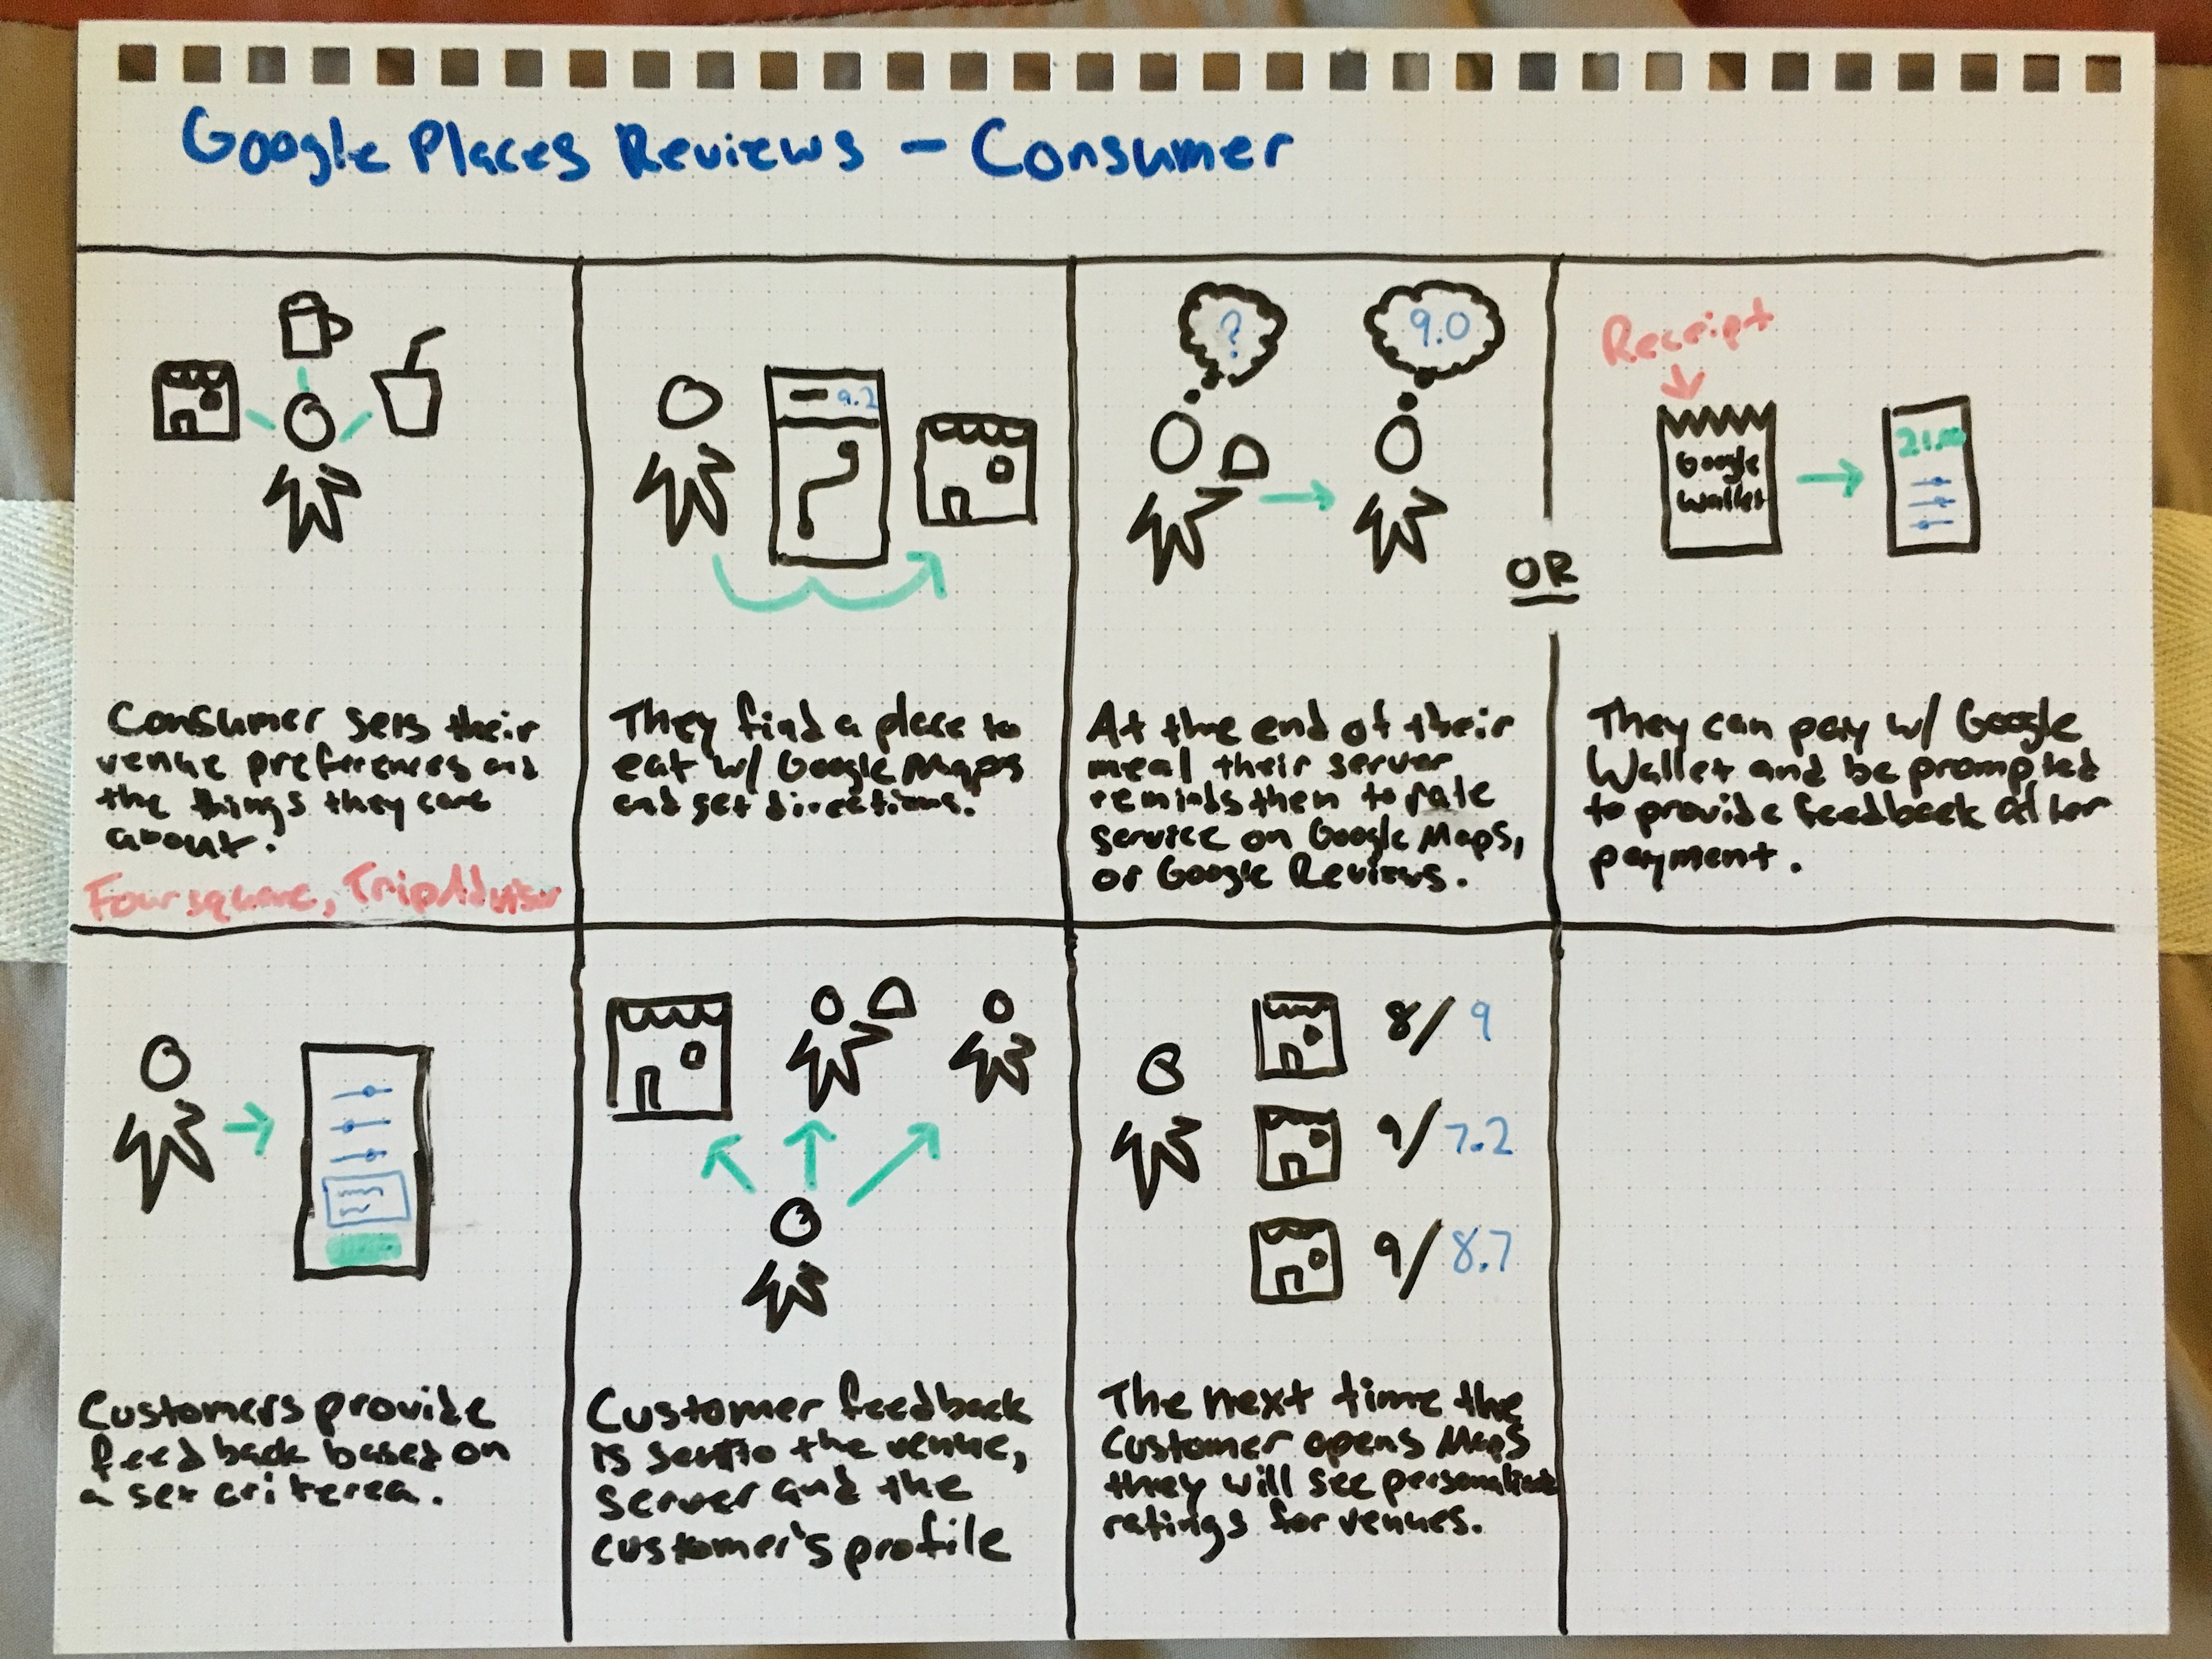 Google Places Reviews – Consumer
9.2
?
9.0
OR
Receipt
Google
Wallet
21.00
Consumer sets their
venue preferences and
the things they care
about.
Foursquare, TripAdvisor
They find a place to
eat w/ Google Maps
and get directions.
At the end of their
meal their server
reminds them to rate
service on Google Maps,
or Google Reviews.
They can pay w/ Google
Wallet and be prompted
to provide feedback after
payment.
8/9
9/7.2
9/8.7
Customers provide
feedback based on
a set criterea.
Customer feedback
is sent to the venue,
server and the
customer's profile
The next time the
customer opens Maps
they will see personalized
ratings for venues.